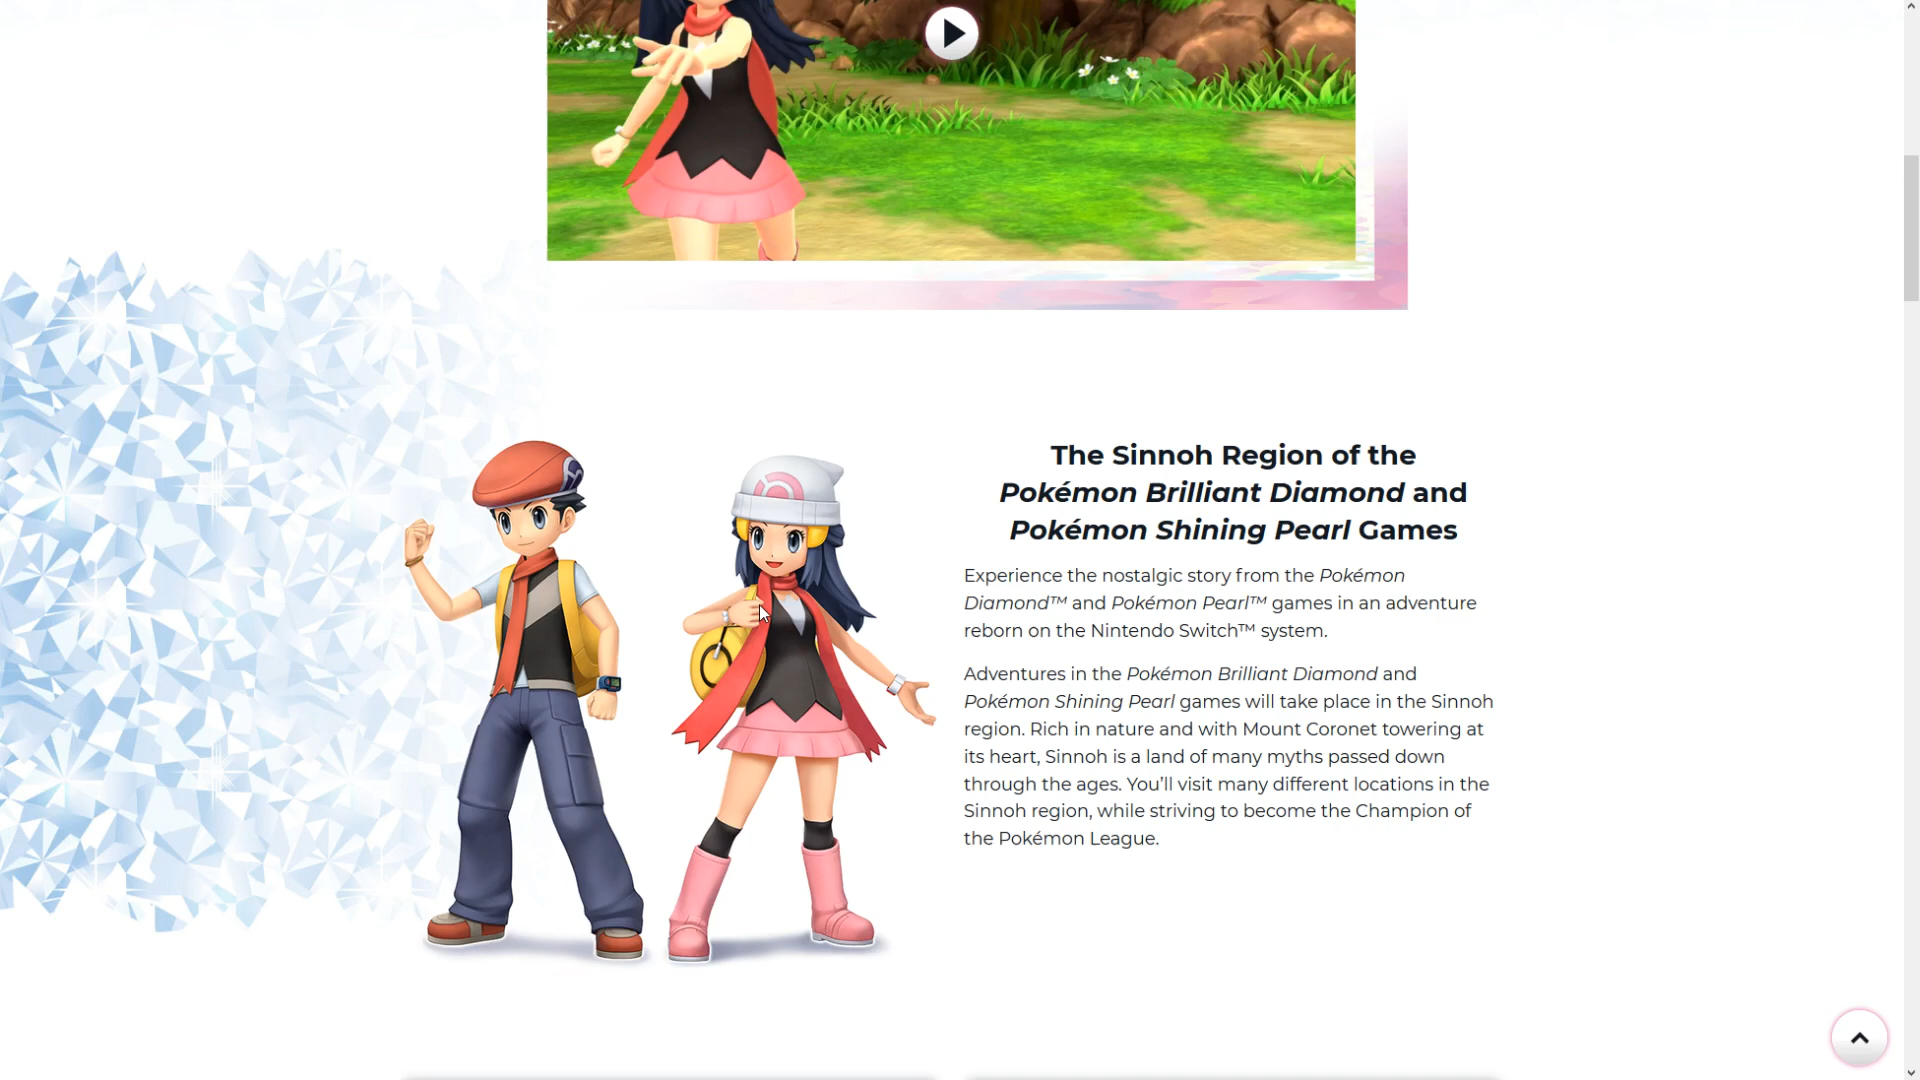 The Sinnoh Region of the
Pokémon Brilliant Diamond and
Pokémon Shining Pearl Games
Experience the nostalgic story from the Pokémon
Diamond™ and Pokémon Pearl™ games in an adventure
reborn on the Nintendo Switch™ system.
Adventures in the Pokémon Brilliant Diamond and
Pokémon Shining Pearl games will take place in the Sinnoh
region. Rich in nature and with Mount Coronet towering at
its heart, Sinnoh is a land of many myths passed down
through the ages. You’ll visit many different locations in the
Sinnoh region, while striving to become the Champion of
the Pokémon League.